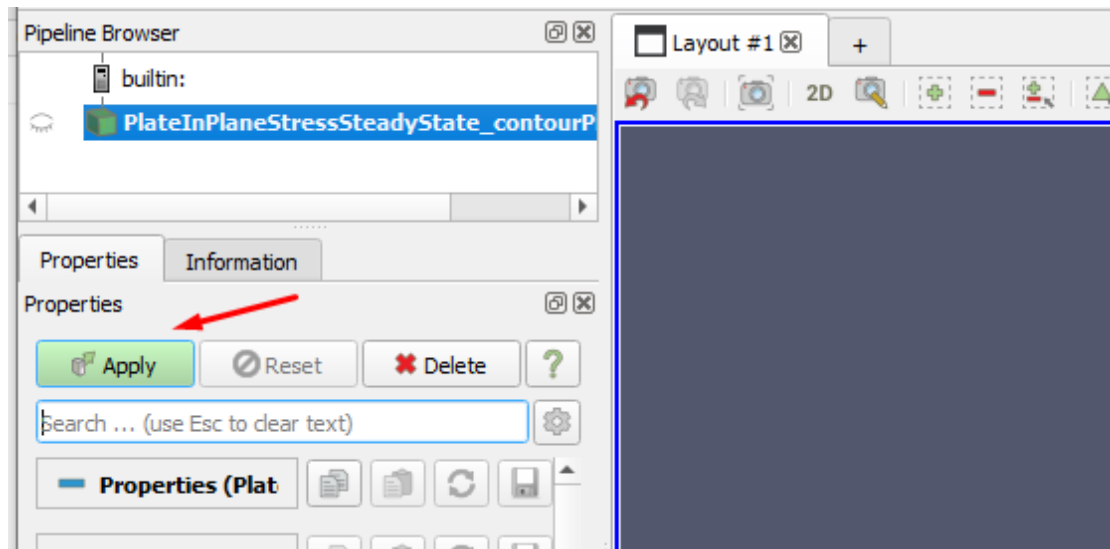 Pipeline Browser
builtin:
PlateInPlaneStressSteadyState_contourP
Properties Information
Properties
Apply Reset Delete ?
Search ... (use Esc to clear text)
Properties (Plat
Layout #1 +
2D